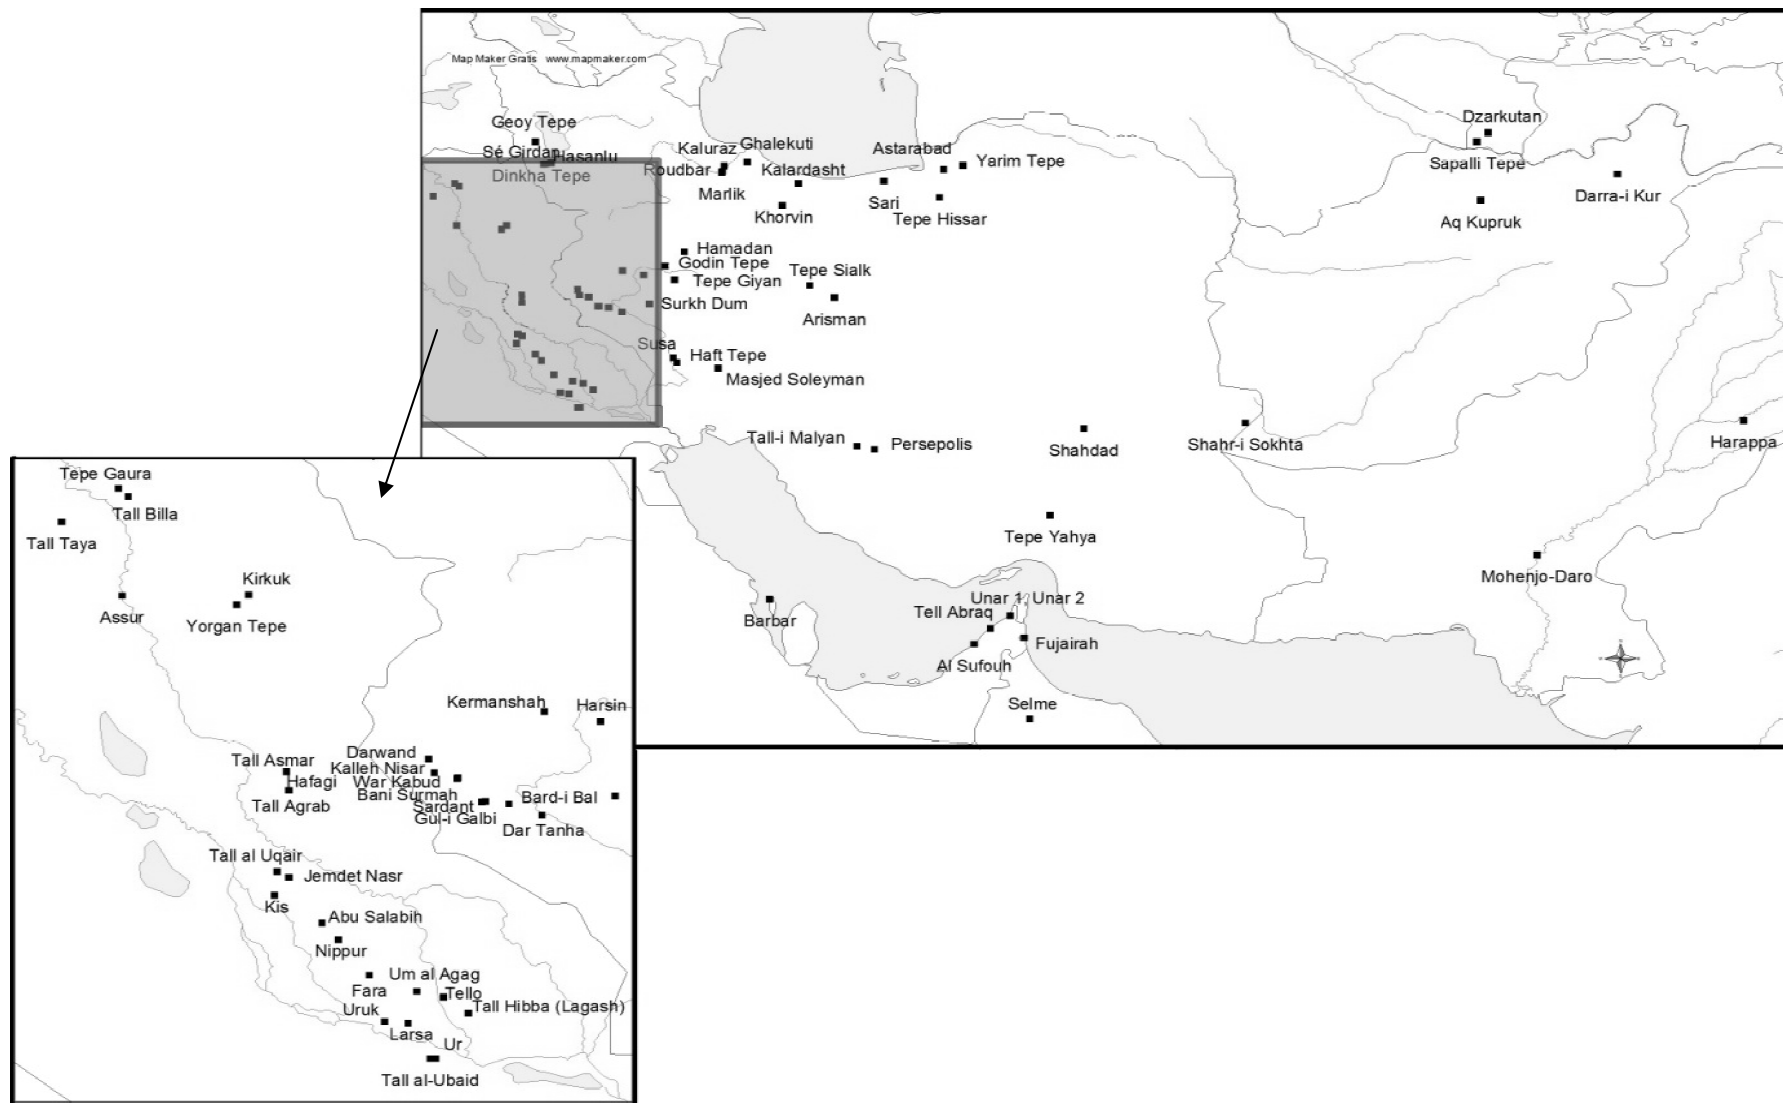 Map Maker Gratis www.mapmaker.com
Geoy Tepe
Sé Girdan
Hasanlu
Dinkha Tepe
Kaluraz
Ghalekuti
Roudbar
Kalardasht
Marlik
Khorvin
Astarabad
Yarim Tepe
Sari
Tepe Hissar
Dzarkutan
Sapalli Tepe
Darra-i Kur
Aq Kupruk
Hamadan
Godin Tepe
Tepe Giyan
Tepe Sialk
Surkh Dum
Arisman
Susa
Haft Tepe
Masjed Soleyman
Tall-i Malyan
Persepolis
Shahdad
Shahr-i Sokhta
Harappa
Tepe Yahya
Mohenjo-Daro
Barbar
Unar 1, Unar 2
Tell Abraq
Fujairah
Al Sufouh
Selme
Tepe Gaura
Tall Billa
Tall Taya
Kirkuk
Assur
Yorgan Tepe
Kermanshah
Harsin
Tall Asmar
Darwand
Kalleh Nisar
Hafagi
War Kabud
Tall Agrab
Bani Surmah
Sardant
Bard-i Bal
Gul-i Galbi
Dar Tanha
Tall al Uqair
Jemdet Nasr
Kis
Abu Salabih
Nippur
Um al Agag
Fara
Tello
Uruk
Tall Hibba (Lagash)
Larsa
Ur
Tall al-Ubaid